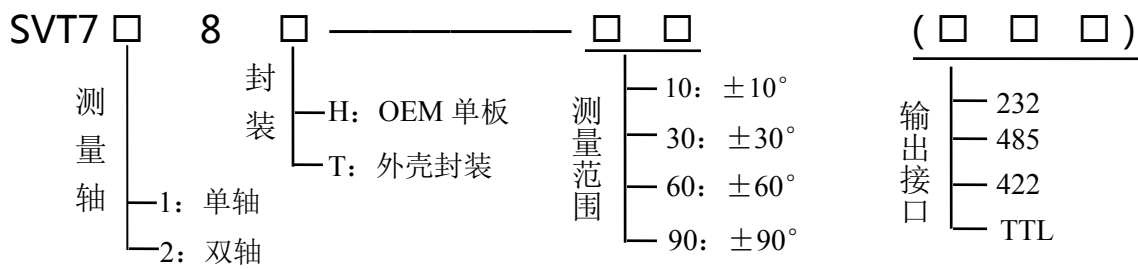 SVT7□ 8 □ ———————— □ □ (□ □ □)
测量轴
1：单轴
2：双轴
封装
H：OEM 单板
T：外壳封装
测量范围
10：±10°
30：±30°
60：±60°
90：±90°
输出接口
232
485
422
TTL